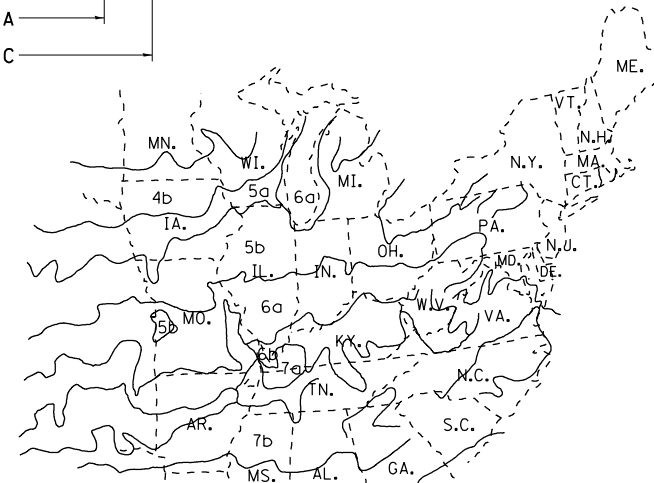 A
C
ME.
VT.
N.H.
MN.
WI.
N.Y.
MA.
MI.
CT.
4b
5a
6a
IA.
PA.
5b
OH.
N.J.
IL.
IN.
MD.
DE.
6a
W.V.
5b
MO.
VA.
KY.
6b
7a
TN.
N.C.
AR.
S.C.
7b
MS.
AL.
GA.